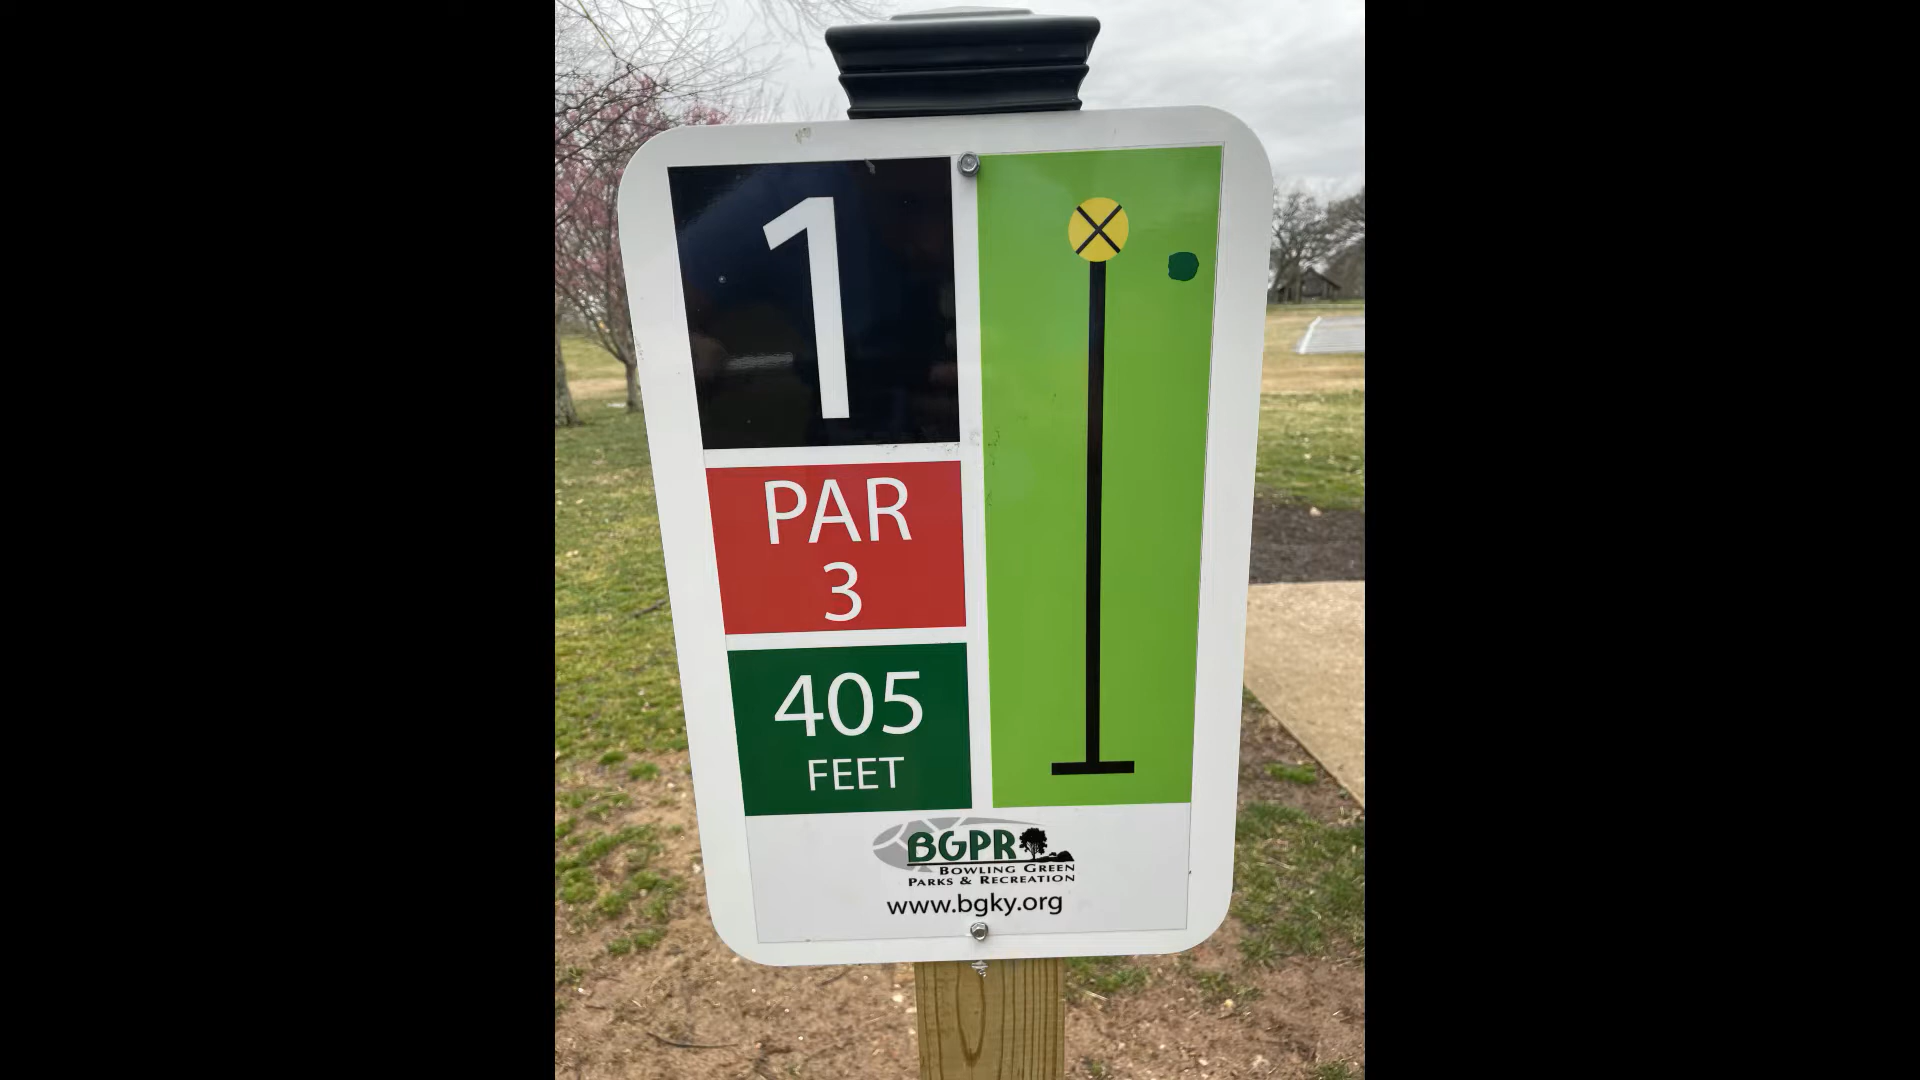 1
PAR
3
405
FEET
BGPR
BOWLING GREEN
PARKS & RECREATION
www.bgky.org